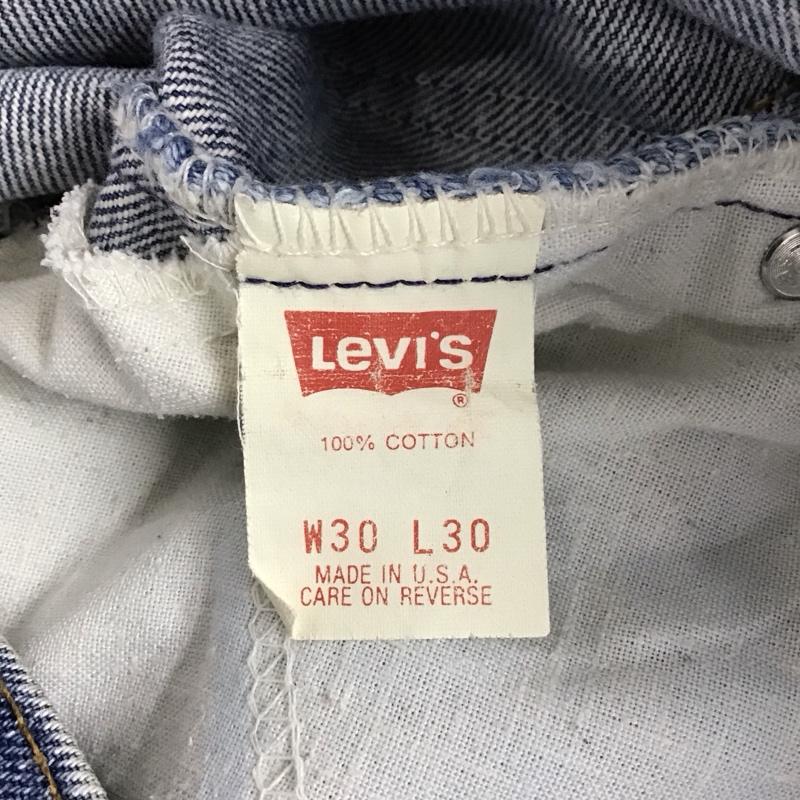 LEVI'S ®
100% COTTON
W30 L30
MADE IN U.S.A.
CARE ON REVERSE